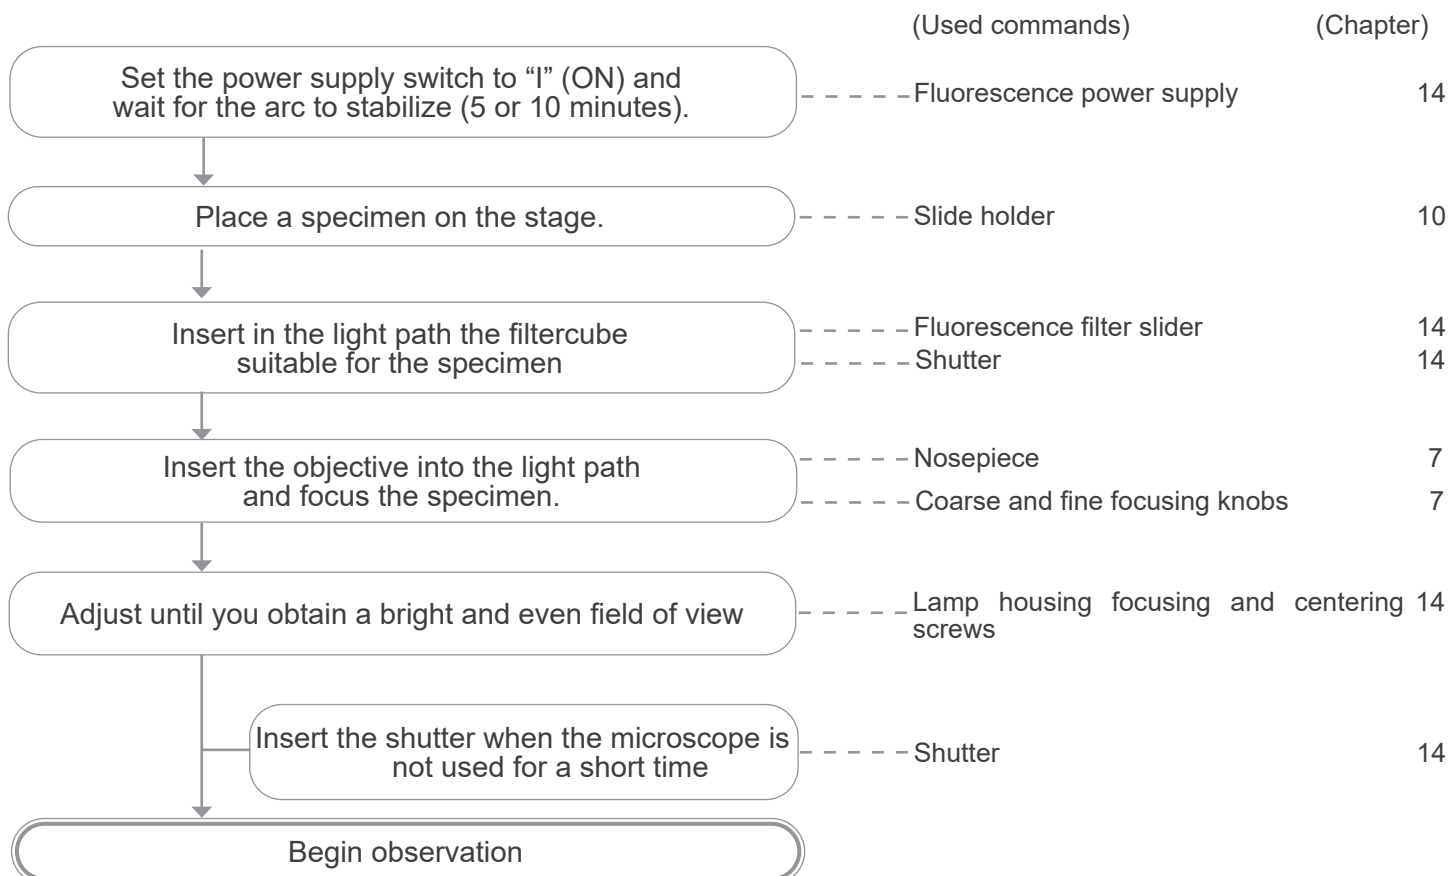 (Used commands) (Chapter)
Set the power supply switch to “I” (ON) and
wait for the arc to stabilize (5 or 10 minutes).
Fluorescence power supply 14
Place a specimen on the stage.
Slide holder 10
Insert in the light path the filtercube
suitable for the specimen
Fluorescence filter slider 14
Shutter 14
Insert the objective into the light path
and focus the specimen.
Nosepiece 7
Coarse and fine focusing knobs 7
Adjust until you obtain a bright and even field of view
Lamp housing focusing and centering 14
screws
Insert the shutter when the microscope is
not used for a short time
Shutter 14
Begin observation